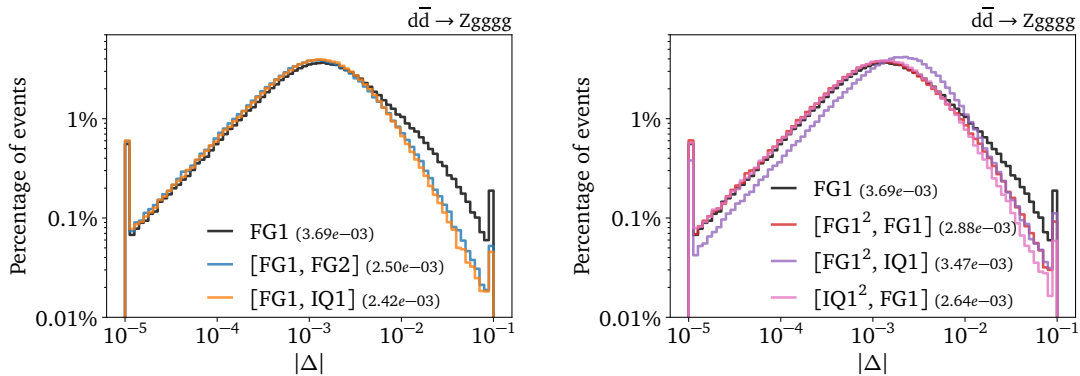 dd̅ → Zgggg
Percentage of events
1%
0.1%
0.01%
FG1 (3.69e−03)
[FG1, FG2] (2.50e−03)
[FG1, IQ1] (2.42e−03)
10⁻⁵ 10⁻⁴ 10⁻³ 10⁻² 10⁻¹
|Δ|
dd̅ → Zgggg
Percentage of events
1%
0.1%
0.01%
FG1 (3.69e−03)
[FG1², FG1] (2.88e−03)
[FG1², IQ1] (3.47e−03)
[IQ1², FG1] (2.64e−03)
10⁻⁵ 10⁻⁴ 10⁻³ 10⁻² 10⁻¹
|Δ|